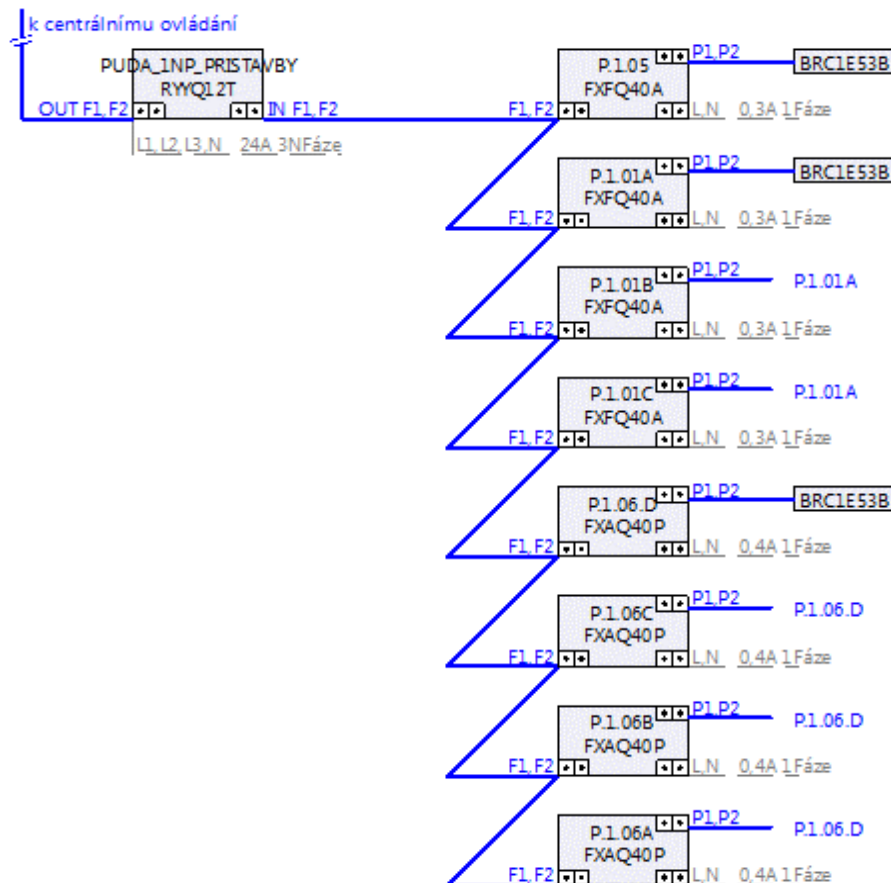 k centrálnímu ovládání
PUDA_1NP_PRISTAVBY
RYYQ12T
OUT F1,F2
IN F1,F2
L1,L2,L3,N 24A 3NFáze
P.1.05
FXFQ40A
F1,F2
P1,P2
BRC1E53B
L,N 0,3A 1Fáze
P.1.01A
FXFQ40A
F1,F2
P1,P2
BRC1E53B
L,N 0,3A 1Fáze
P.1.01B
FXFQ40A
F1,F2
P1,P2
P.1.01A
L,N 0,3A 1Fáze
P.1.01C
FXFQ40A
F1,F2
P1,P2
P.1.01A
L,N 0,3A 1Fáze
P.1.06.D
FXAQ40P
F1,F2
P1,P2
BRC1E53B
L,N 0,4A 1Fáze
P.1.06C
FXAQ40P
F1,F2
P1,P2
P.1.06.D
L,N 0,4A 1Fáze
P.1.06B
FXAQ40P
F1,F2
P1,P2
P.1.06.D
L,N 0,4A 1Fáze
P.1.06A
FXAQ40P
F1,F2
P1,P2
P.1.06.D
L,N 0,4A 1Fáze